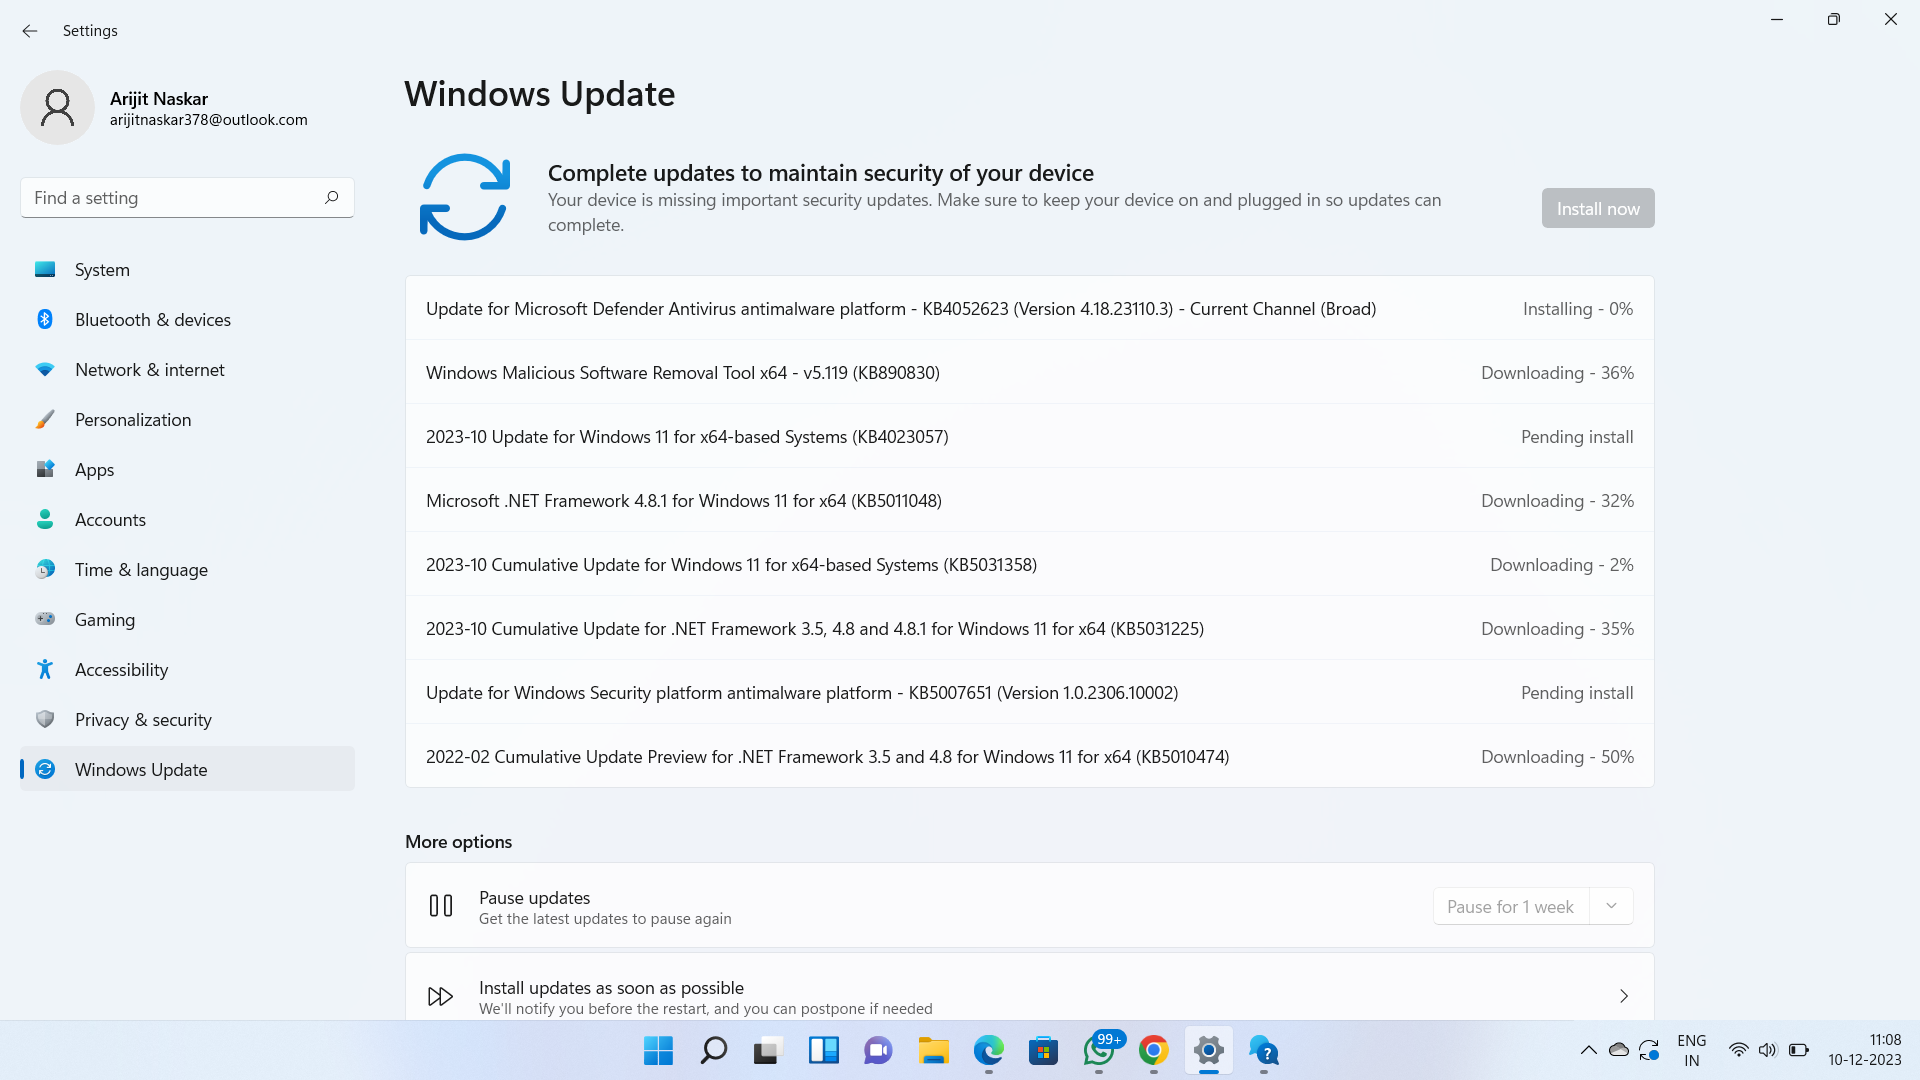 Settings
Arijit Naskar
arijitnaskar378@outlook.com
Find a setting
System
Bluetooth & devices
Network & internet
Personalization
Apps
Accounts
Time & language
Gaming
Accessibility
Privacy & security
Windows Update
Windows Update
Complete updates to maintain security of your device
Your device is missing important security updates. Make sure to keep your device on and plugged in so updates can
complete.
Install now
Update for Microsoft Defender Antivirus antimalware platform - KB4052623 (Version 4.18.23110.3) - Current Channel (Broad) Installing - 0%
Windows Malicious Software Removal Tool x64 - v5.119 (KB890830) Downloading - 36%
2023-10 Update for Windows 11 for x64-based Systems (KB4023057) Pending install
Microsoft .NET Framework 4.8.1 for Windows 11 for x64 (KB5011048) Downloading - 32%
2023-10 Cumulative Update for Windows 11 for x64-based Systems (KB5031358) Downloading - 2%
2023-10 Cumulative Update for .NET Framework 3.5, 4.8 and 4.8.1 for Windows 11 for x64 (KB5031225) Downloading - 35%
Update for Windows Security platform antimalware platform - KB5007651 (Version 1.0.2306.10002) Pending install
2022-02 Cumulative Update Preview for .NET Framework 3.5 and 4.8 for Windows 11 for x64 (KB5010474) Downloading - 50%
More options
Pause updates
Get the latest updates to pause again
Pause for 1 week
Install updates as soon as possible
We'll notify you before the restart, and you can postpone if needed
99+
?
ENG
IN
11:08
10-12-2023